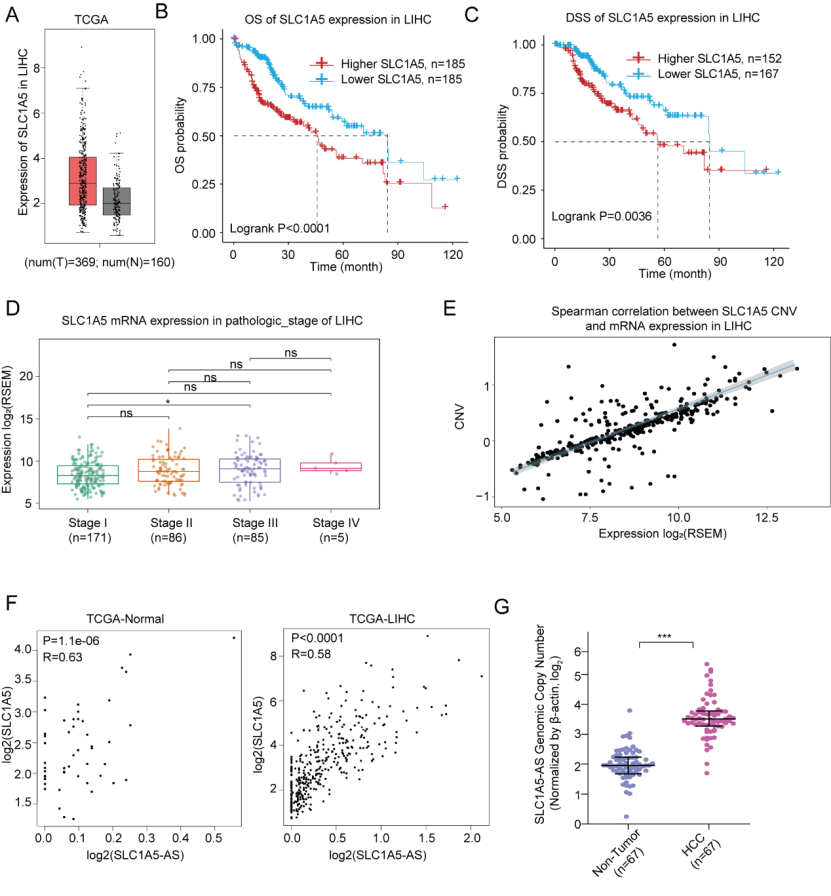 A
TCGA
Expression of SLC1A5 in LIHC
8
6
4
2
(num(T)=369; num(N)=160)
B
OS of SLC1A5 expression in LIHC
Higher SLC1A5, n=185
Lower SLC1A5, n=185
OS probability
1.00
0.75
0.50
0.25
0.00
Logrank P<0.0001
0 30 60 90 120
Time (month)
C
DSS of SLC1A5 expression in LIHC
Higher SLC1A5, n=152
Lower SLC1A5, n=167
DSS probability
1.00
0.75
0.50
0.25
0.00
Logrank P=0.0036
0 30 60 90 120
Time (month)
D
SLC1A5 mRNA expression in pathologic_stage of LIHC
Expression log₂(RSEM)
20
15
10
5
ns
ns
ns
ns
*
ns
Stage I Stage II Stage III Stage IV
(n=171) (n=86) (n=85) (n=5)
E
Spearman correlation between SLC1A5 CNV
and mRNA expression in LIHC
CNV
1
0
−1
5.0 7.5 10.0 12.5
Expression log₂(RSEM)
F
TCGA-Normal
P=1.1e-06
R=0.63
log2(SLC1A5)
4.0
3.5
3.0
2.5
2.0
1.5
0.0 0.1 0.2 0.3 0.4 0.5
log2(SLC1A5-AS)
TCGA-LIHC
P<0.0001
R=0.58
log2(SLC1A5)
8
6
4
2
0.0 0.5 1.0 1.5 2.0
log2(SLC1A5-AS)
G
SLC1A5-AS Genomic Copy Number
(Normalized by β-actin, log₂)
6
5
4
3
2
1
0
***
Non-Tumor
(n=67)
HCC
(n=67)